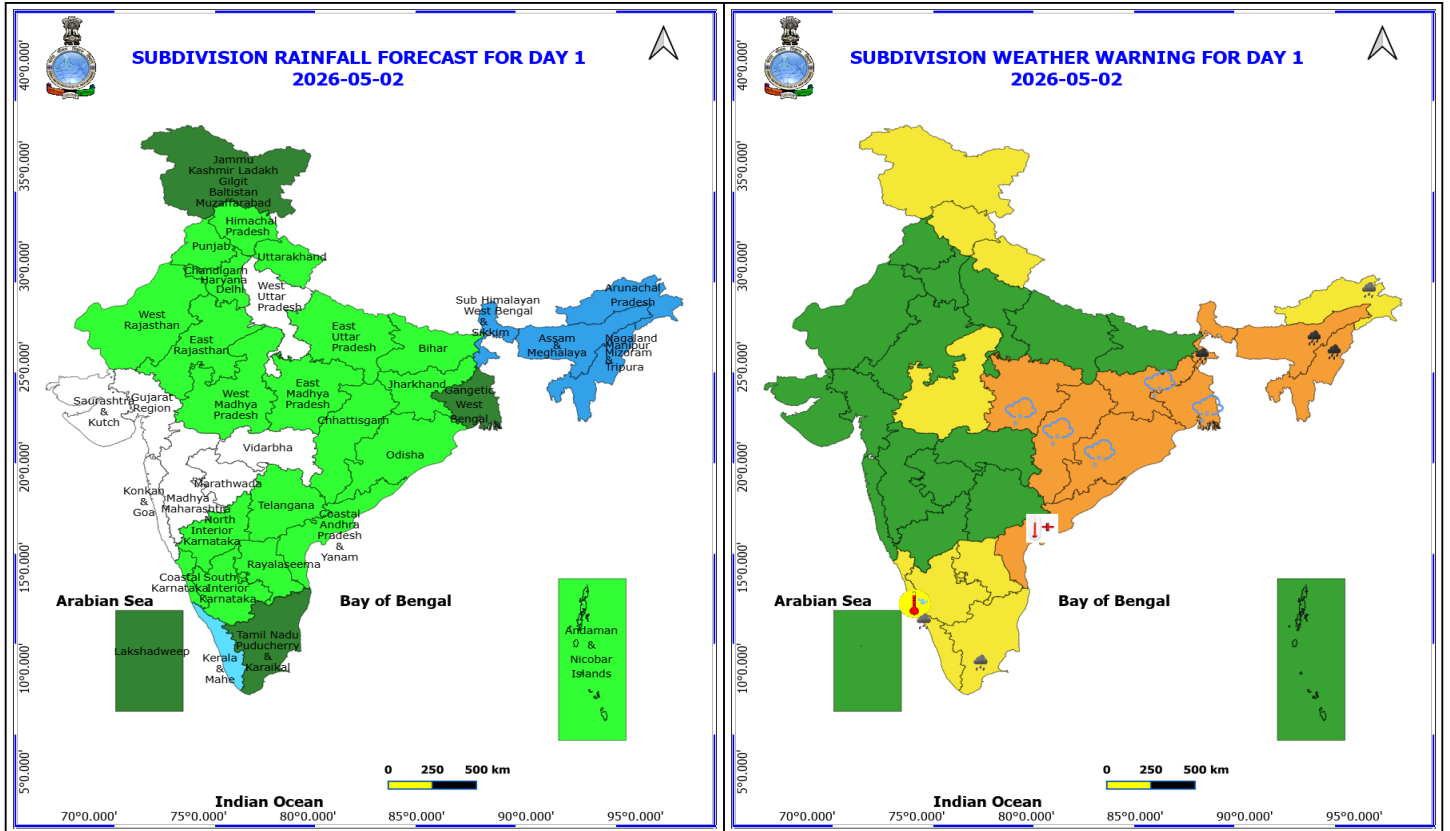 SUBDIVISION RAINFALL FORECAST FOR DAY 1
2026-05-02
40°0.000'
35°0.000'
30°0.000'
25°0.000'
20°0.000'
15°0.000'
10°0.000'
5°0.000'
Jammu
Kashmir Ladakh
Gilgit
Baltistan
Muzaffarabad
Himachal
Pradesh
Punjab
Uttarakhand
Chandigarh
Haryana
Delhi
West
Uttar
Pradesh
West
Rajasthan
East
Rajasthan
East
Uttar
Pradesh
Bihar
Sub Himalayan
West Bengal
&
Sikkim
Arunachal
Pradesh
Assam
&
Meghalaya
Nagaland
Manipur
Mizoram
&
Tripura
Saurashtra
&
Kutch
Gujarat
Region
West
Madhya
Pradesh
East
Madhya
Pradesh
Jharkhand
Gangetic
West
Bengal
Chhattisgarh
Odisha
Vidarbha
Marathwada
Konkan
&
Goa
Madhya
Maharashtra
North
Interior
Karnataka
Telangana
Coastal
Andhra
Pradesh
&
Yanam
Rayalaseema
Coastal
Karnataka
South
Interior
Karnataka
Arabian Sea
Bay of Bengal
Lakshadweep
Kerala
&
Mahe
Tamil Nadu
Puducherry
&
Karaikal
Andaman
&
Nicobar
Islands
0 250 500 km
Indian Ocean
70°0.000' 75°0.000' 80°0.000' 85°0.000' 90°0.000' 95°0.000'
SUBDIVISION WEATHER WARNING FOR DAY 1
2026-05-02
40°0.000'
35°0.000'
30°0.000'
25°0.000'
20°0.000'
15°0.000'
10°0.000'
5°0.000'
Arabian Sea
Bay of Bengal
0 250 500 km
Indian Ocean
70°0.000' 75°0.000' 80°0.000' 85°0.000' 90°0.000' 95°0.000'